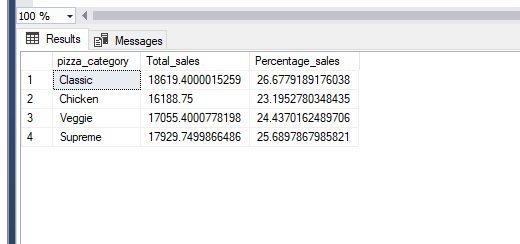 100 %
Results Messages
pizza_category Total_sales Percentage_sales
1 Classic 18619.4000015259 26.6779189176038
2 Chicken 16188.75 23.1952780348435
3 Veggie 17055.4000778198 24.4370162489706
4 Supreme 17929.7499866486 25.6897867985821